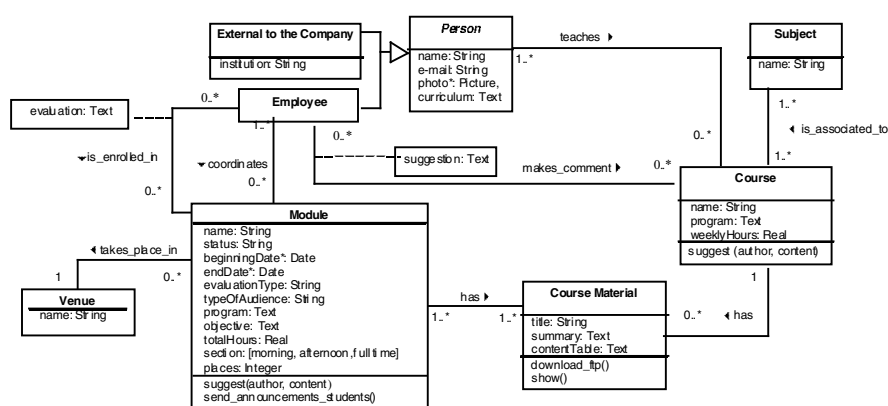 External to the Company
institution: String
Person
name: String
e-mail: String
photo*: Picture,
curriculum: Text
teaches
1..*
0..*
Subject
name: String
1..*
is_associated_to
1..*
evaluation: Text
0..*
Employee
1..*
0..*
is_enrolled_in
0..*
coordinates
0..*
suggestion: Text
makes_comment
0..*
Course
name: String
program: Text
weeklyHours: Real
suggest (author, content)
1
Module
name: String
status: String
beginningDate*: Date
endDate*: Date
evaluationType: String
typeOfAudience: String
program: Text
objective: Text
totalHours: Real
section: [morning, afternoon ,full time]
places: Integer
suggest(author, content)
send_announcements_students()
takes_place_in
1
0..*
Venue
name: String
has
1..*
1..*
Course Material
title: String
summary: Text
contentTable: Text
download_ftp()
show()
0..*
has